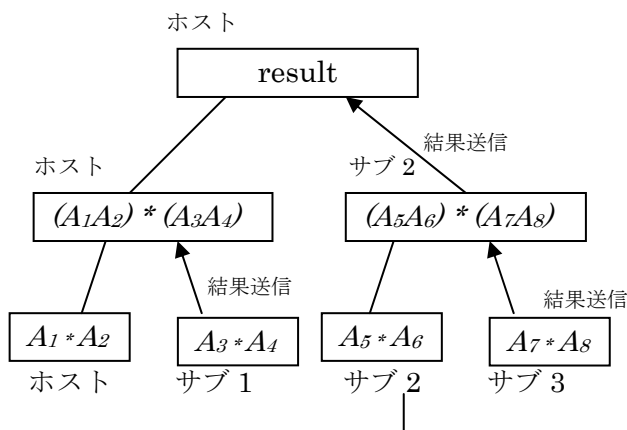 ホスト
result
結果送信
ホスト
サブ 2
(A1A2) * (A3A4)
(A5A6) * (A7A8)
結果送信
結果送信
A1 * A2
A3 * A4
A5 * A6
A7 * A8
ホスト
サブ 1
サブ 2
サブ 3